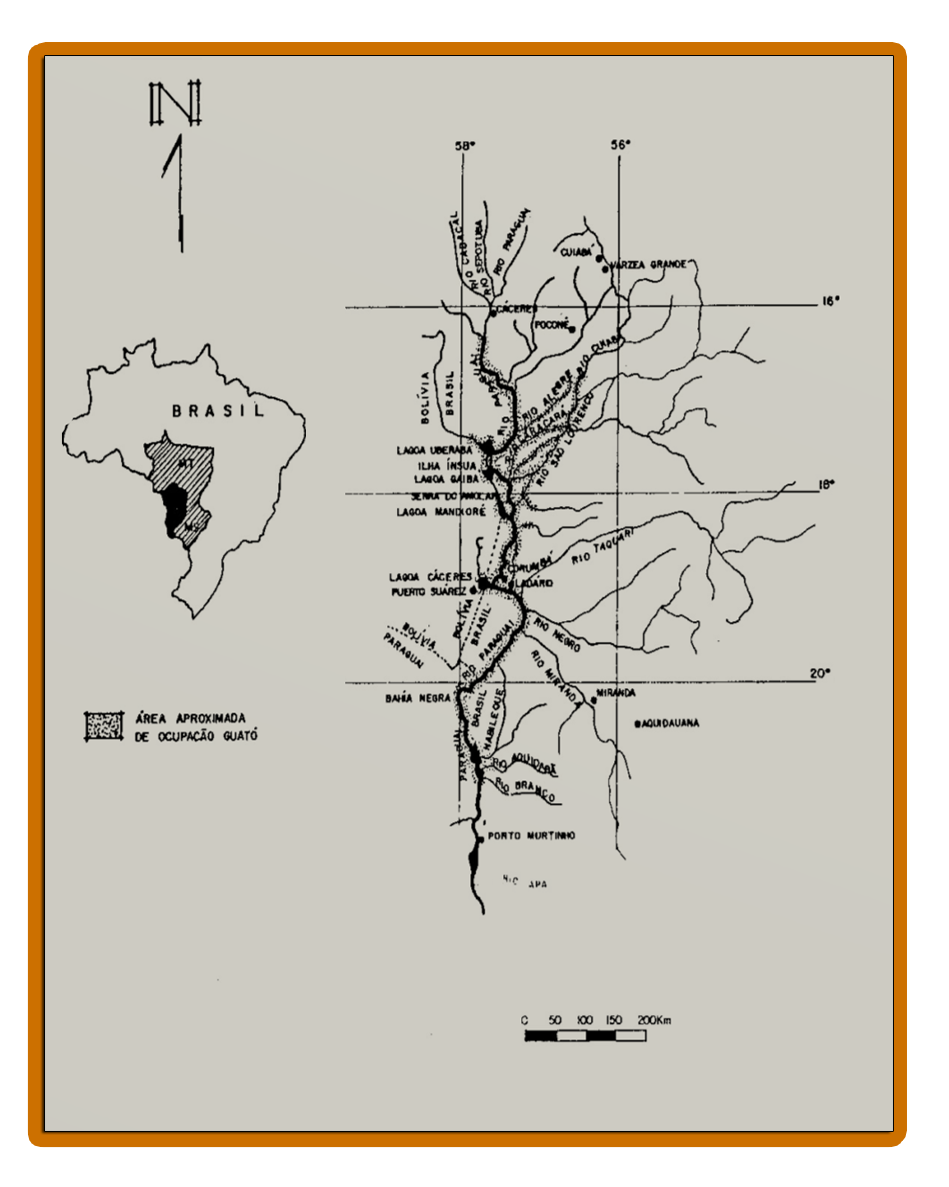 N
58°
56°
RIO CABAÇAL
RIO SEPOTUBA
RIO PARAGUAI
CUIABÁ
VÁRZEA GRANDE
16°
CÁCERES
POCONÉ
RIO CUIABÁ
BOLÍVIA
BRASIL
RIO PARAGUAI
RIO ALEGRE
RIO CARACARÁ
RIO SÃO LOURENÇO
BRASIL
MT
MS
LAGOA UBERABA
ILHA ÍNSUA
LAGOA GAIBA
18°
SERRA DO AMOLAR
LAGOA MANDIORÉ
RIO TAQUARI
CORUMBÁ
LADÁRIO
LAGOA CÁCERES
PUERTO SUÁREZ
BOLÍVIA
BRASIL
BOLÍVIA
PARAGUAI
RIO PARAGUAI
RIO NEGRO
RIO MIRANDA
20°
BAHÍA NEGRA
MIRANDA
AQUIDAUANA
BRASIL
NABILEQUE
PARAGUAI
RIO AQUIDABÃ
RIO BRANCO
ÁREA APROXIMADA
DE OCUPAÇÃO GUATÓ
PORTO MURTINHO
RIO APA
0 50 100 150 200Km